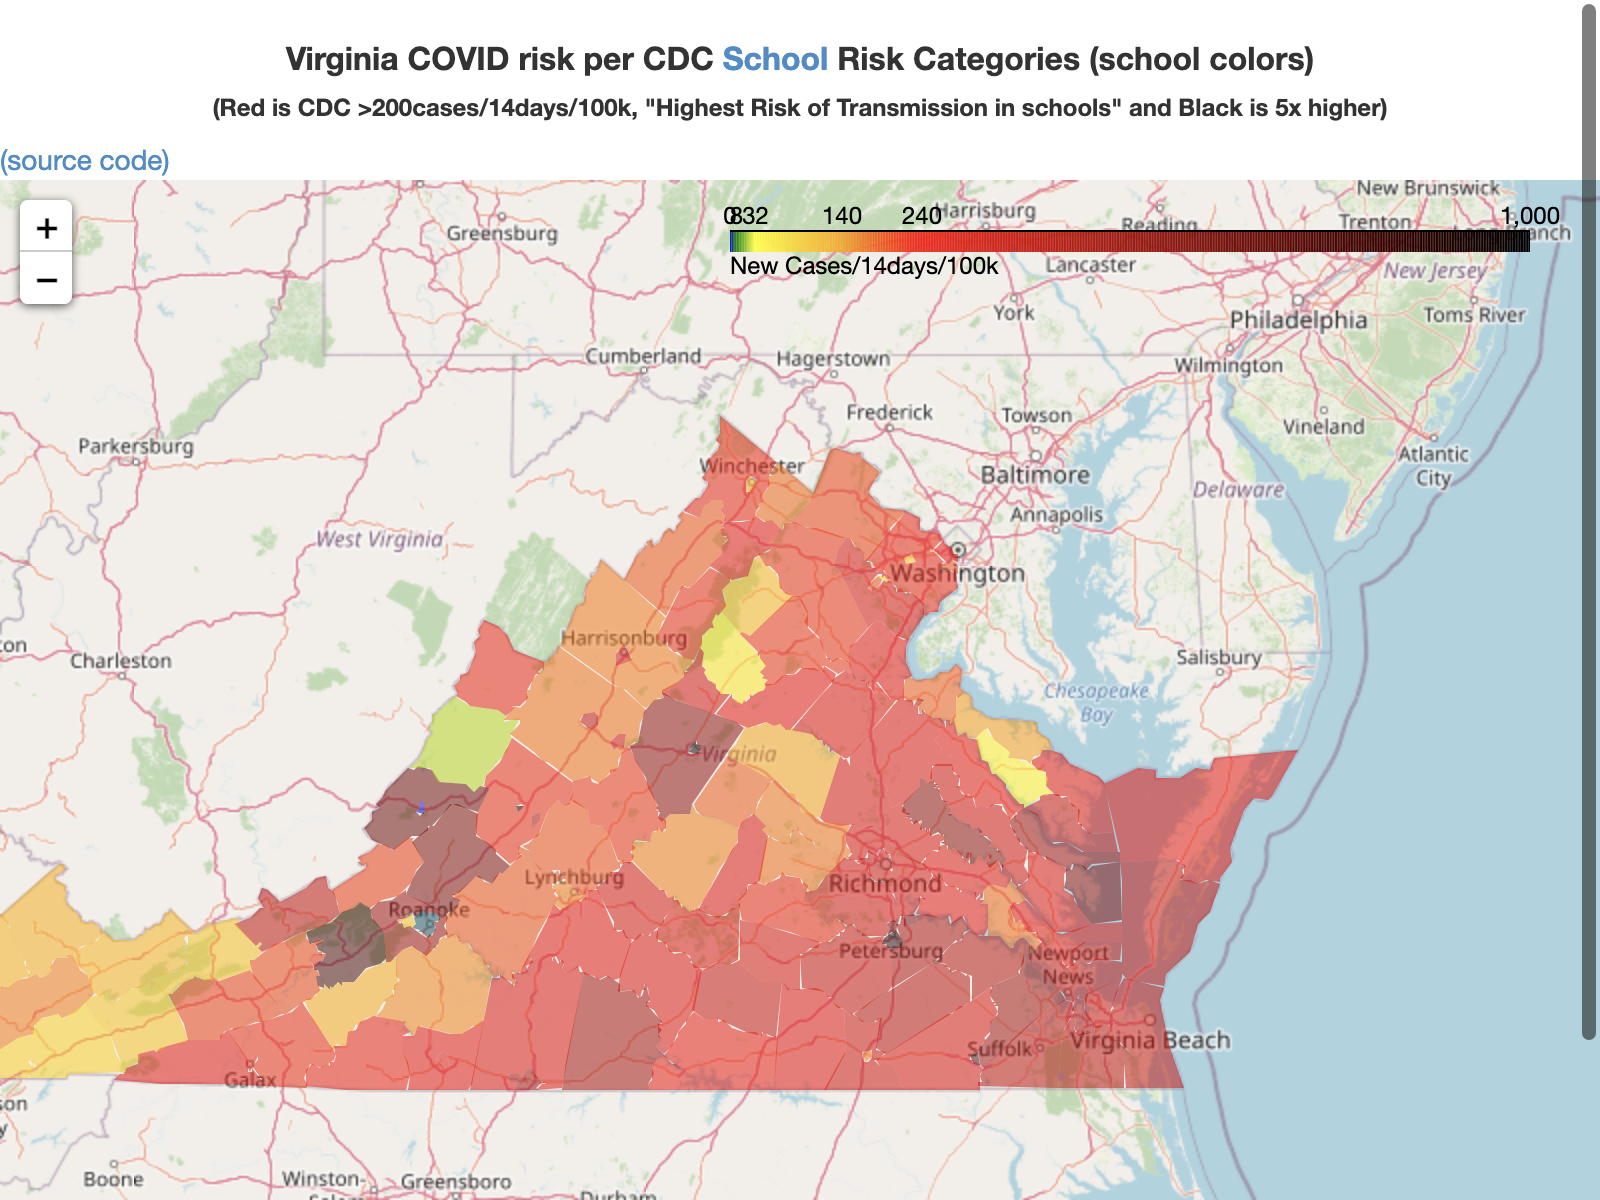 Virginia COVID risk per CDC School Risk Categories (school colors)
(Red is CDC >200cases/14days/100k, "Highest Risk of Transmission in schools" and Black is 5x higher)
(source code)
+
−
0 8 32 140 240 1,000
New Cases/14days/100k
New Brunswick
Harrisburg
Reading
Trenton
Greensburg
Lancaster
New Jersey
York
Philadelphia
Toms River
Cumberland
Hagerstown
Wilmington
Frederick
Towson
Vineland
Parkersburg
Atlantic
City
Winchester
Baltimore
Delaware
Annapolis
West Virginia
Washington
Harrisonburg
Charleston
Salisbury
Chesapeake
Bay
Virginia
Lynchburg
Richmond
Roanoke
Petersburg
Newport
News
Virginia Beach
Suffolk
Galax
Boone
Winston-
Greensboro
Durham